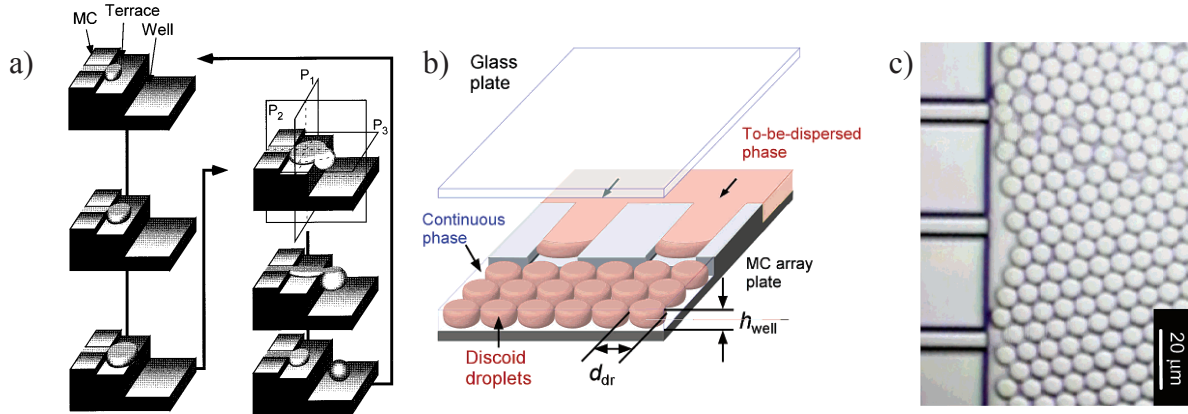 a)
MC
Terrace
Well
P1
P2
P3
b)
Glass
plate
To-be-dispersed
phase
Continuous
phase
MC array
plate
hwell
Discoid
droplets
ddr
c)
20 µm